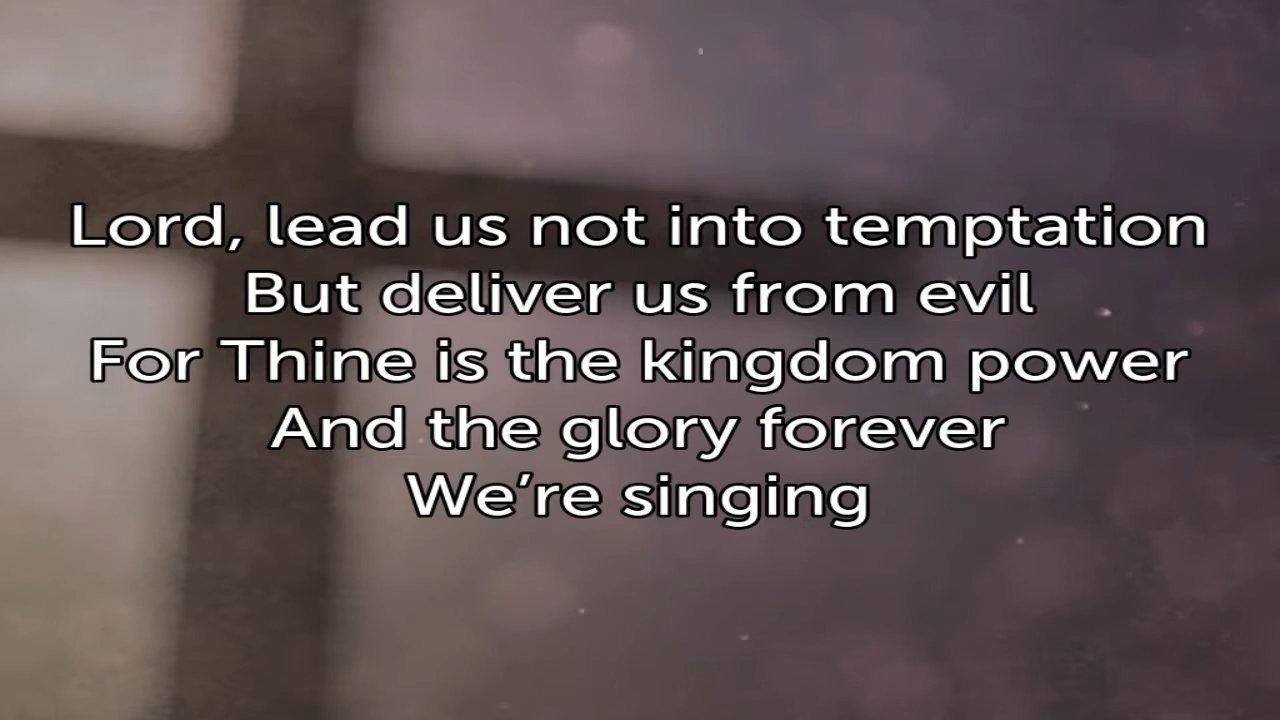 Lord, lead us not into temptation
But deliver us from evil
For Thine is the kingdom power
And the glory forever
We’re singing